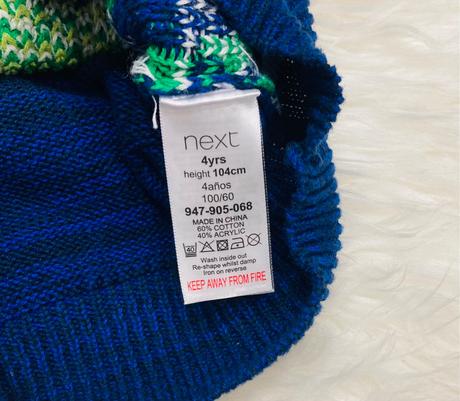 next
4yrs
height 104cm
4años
100/60
947-905-068
MADE IN CHINA
60% COTTON
40% ACRYLIC
40
Wash inside out
Re-shape whilst damp
Iron on reverse
KEEP AWAY FROM FIRE